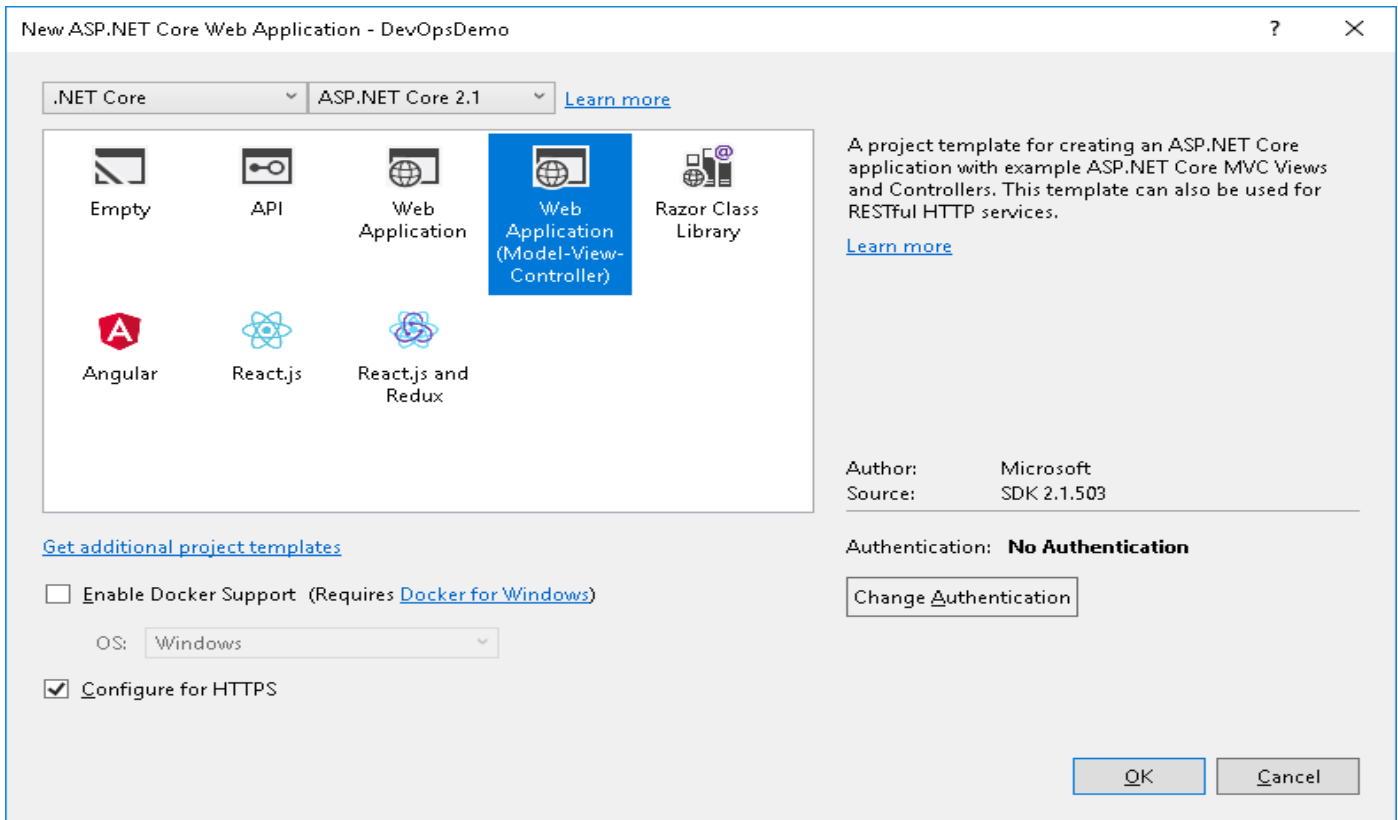 New ASP.NET Core Web Application - DevOpsDemo
?
.NET Core
ASP.NET Core 2.1
Learn more
Empty
API
Web
Application
Web
Application
(Model-View-
Controller)
Razor Class
Library
Angular
React.js
React.js and
Redux
A project template for creating an ASP.NET Core
application with example ASP.NET Core MVC Views
and Controllers. This template can also be used for
RESTful HTTP services.
Learn more
Author: Microsoft
Source: SDK 2.1.503
Get additional project templates
Enable Docker Support (Requires Docker for Windows)
OS: Windows
Configure for HTTPS
Authentication: No Authentication
Change Authentication
OK
Cancel